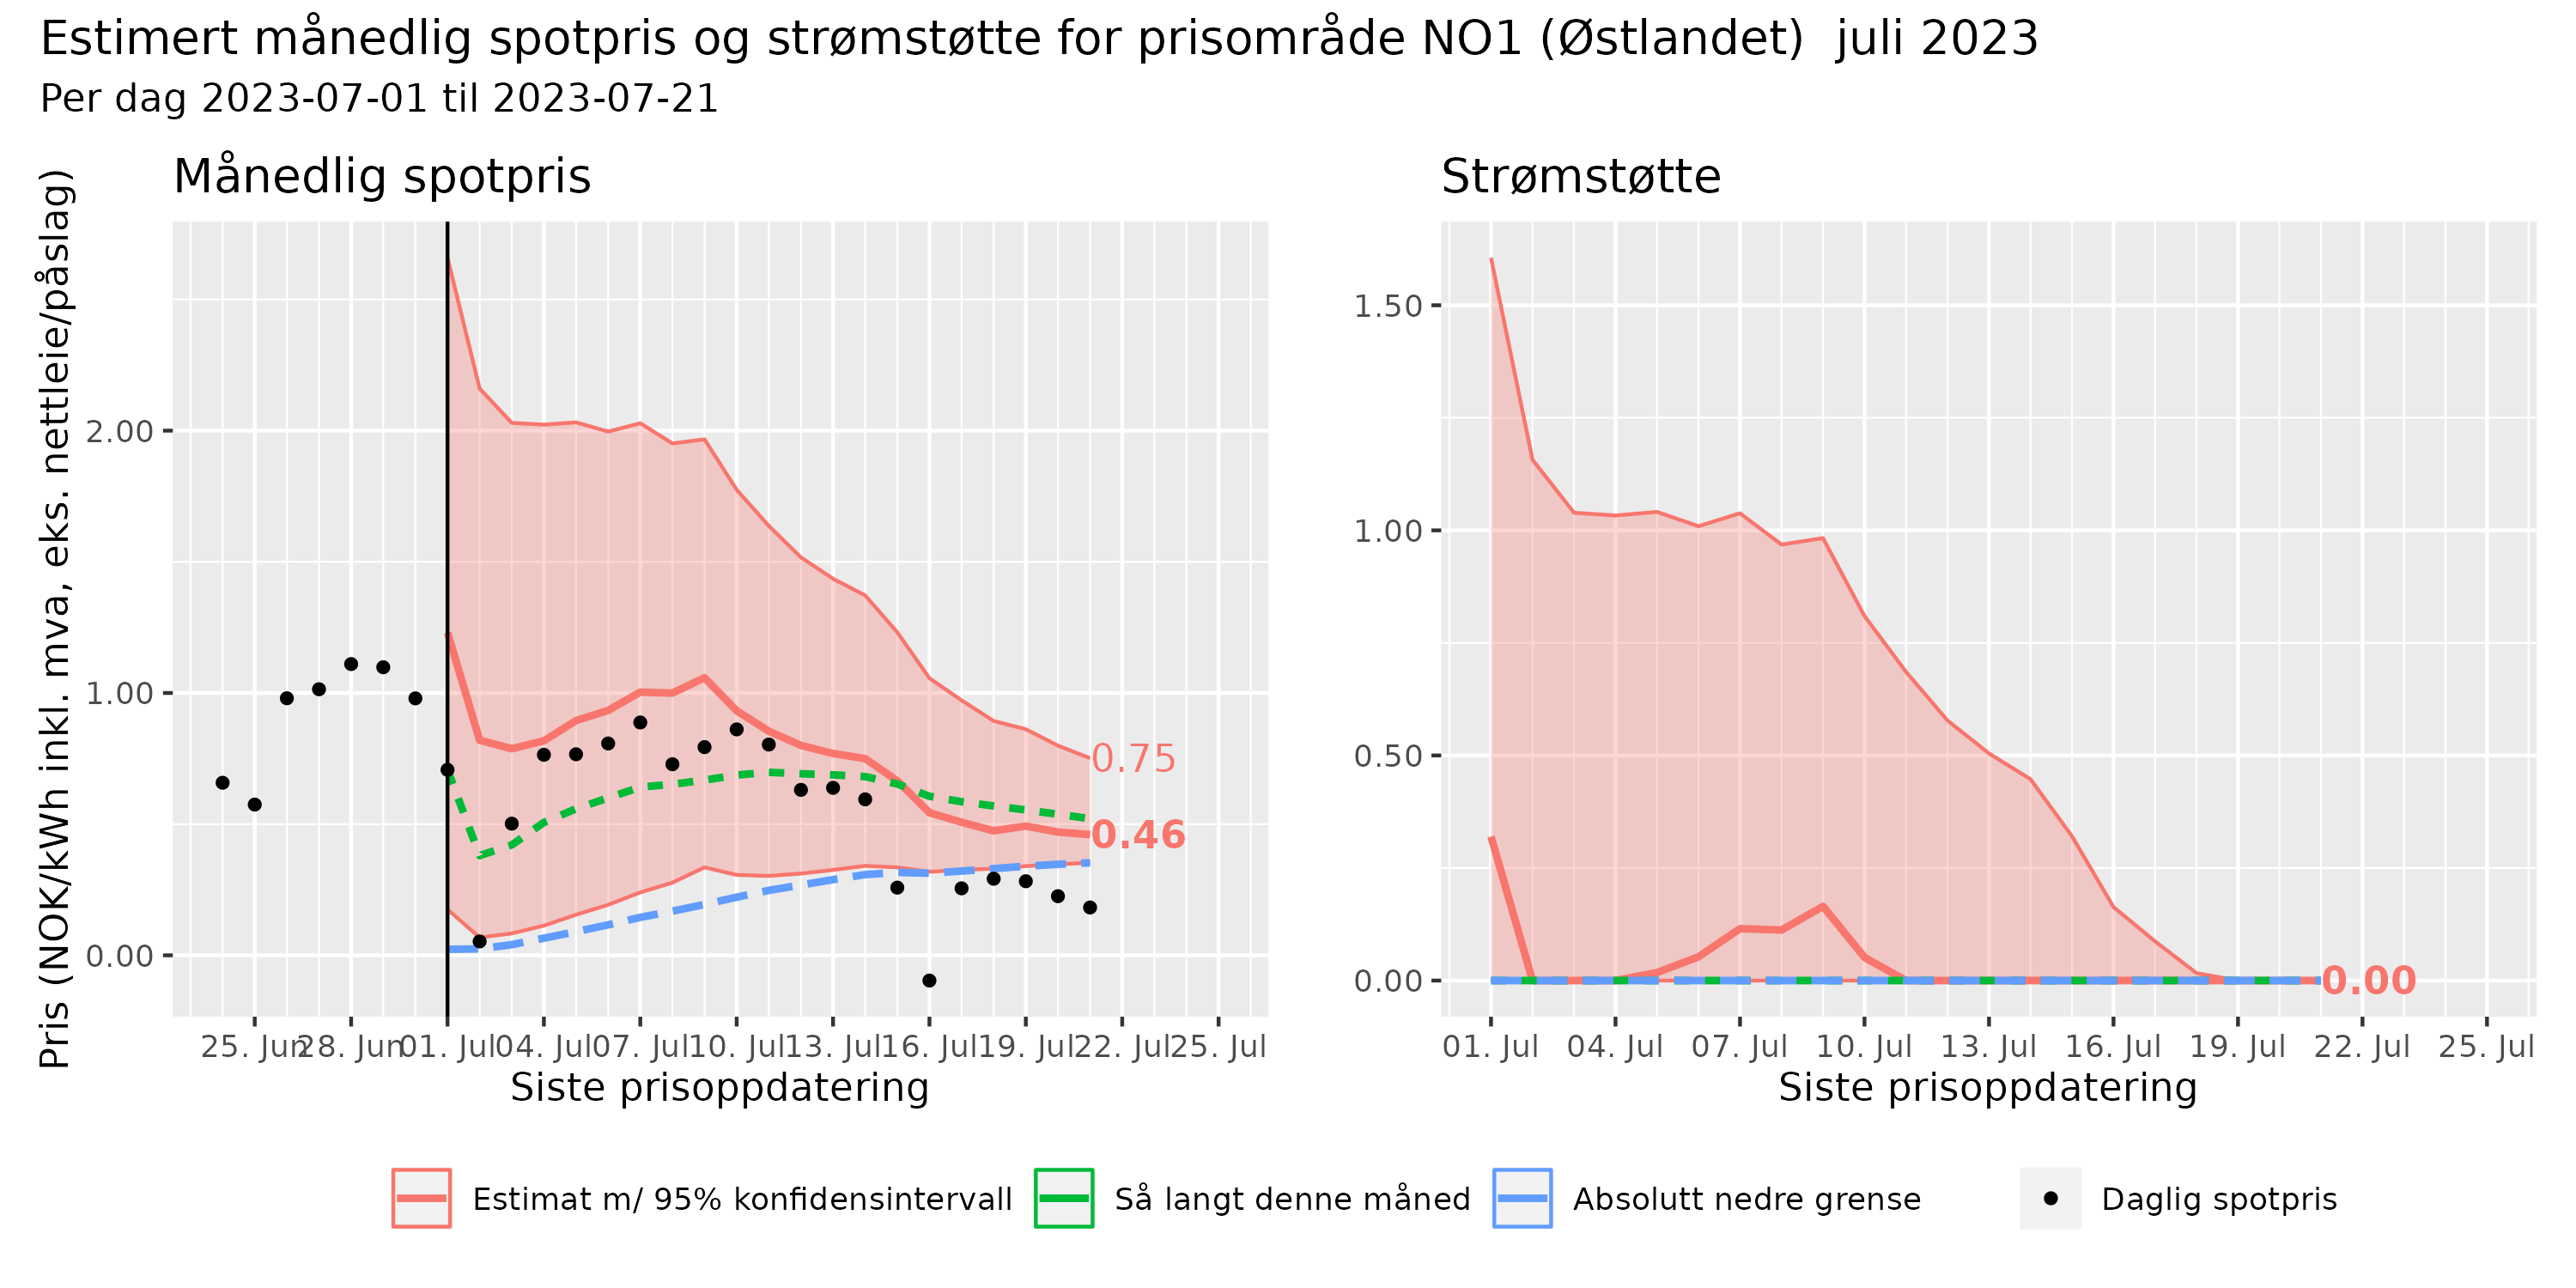 Estimert månedlig spotpris og strømstøtte for prisområde NO1 (Østlandet)  juli 2023
Per dag 2023-07-01 til 2023-07-21
Månedlig spotpris
Pris (NOK/kWh inkl. mva, eks. nettleie/påslag)
2.00
1.00
0.00
0.75
0.46
25. Jun 28. Jun 01. Jul 04. Jul 07. Jul 10. Jul 13. Jul 16. Jul 19. Jul 22. Jul 25. Jul
Siste prisoppdatering
Strømstøtte
1.50
1.00
0.50
0.00
0.00
01. Jul 04. Jul 07. Jul 10. Jul 13. Jul 16. Jul 19. Jul 22. Jul 25. Jul
Siste prisoppdatering
Estimat m/ 95% konfidensintervall Så langt denne måned Absolutt nedre grense Daglig spotpris